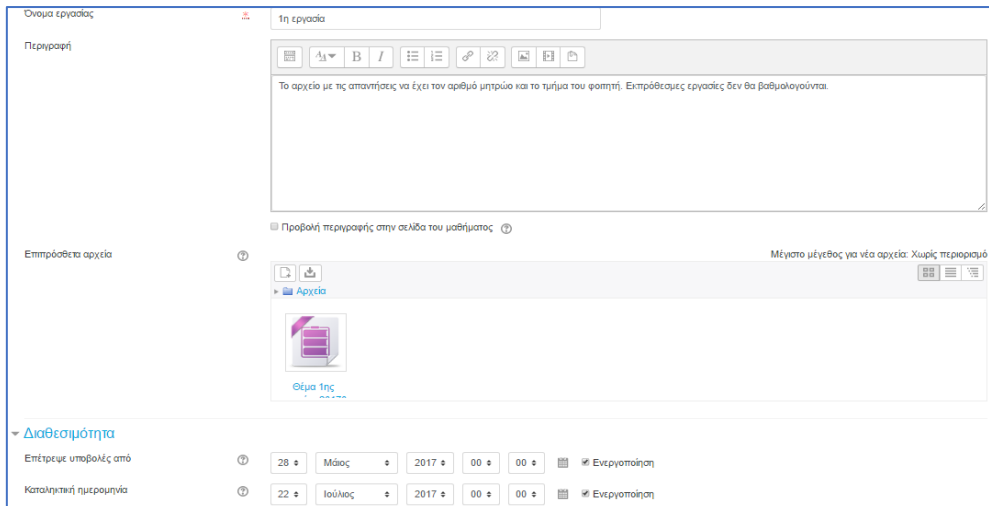 Όνομα εργασίας
1η εργασία
Περιγραφή
B I
Το αρχείο με τις απαντήσεις να έχει τον αριθμό μητρώο και το τμήμα του φοιτητή. Εκπρόθεσμες εργασίες δεν θα βαθμολογούνται.
Προβολή περιγραφής στην σελίδα του μαθήματος
Επιπρόσθετα αρχεία
Μέγιστο μέγεθος για νέα αρχεία: Χωρίς περιορισμό
Αρχεία
Θέμα 1ης
Διαθεσιμότητα
Επέτρεψε υποβολές από 28 Μάιος 2017 00 00 Ενεργοποίηση
Καταληκτική ημερομηνία 22 Ιούλιος 2017 00 00 Ενεργοποίηση